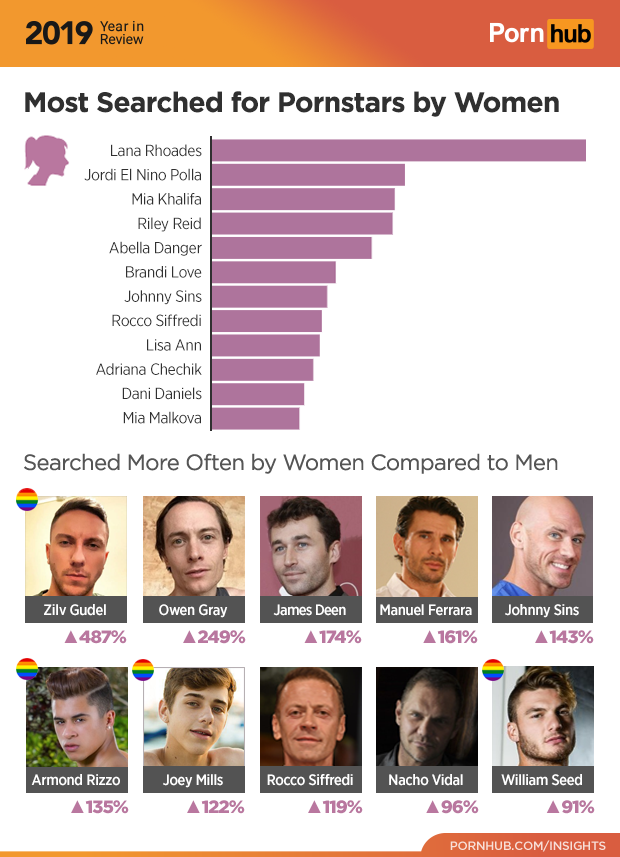 2019 Year in
Review
Porn hub
Most Searched for Pornstars by Women
Lana Rhoades
Jordi El Nino Polla
Mia Khalifa
Riley Reid
Abella Danger
Brandi Love
Johnny Sins
Rocco Siffredi
Lisa Ann
Adriana Chechik
Dani Daniels
Mia Malkova
Searched More Often by Women Compared to Men
Zilv Gudel
Owen Gray
James Deen
Manuel Ferrara
Johnny Sins
▲487%
▲249%
▲174%
▲161%
▲143%
Armond Rizzo
Joey Mills
Rocco Siffredi
Nacho Vidal
William Seed
▲135%
▲122%
▲119%
▲96%
▲91%
PORNHUB.COM/INSIGHTS